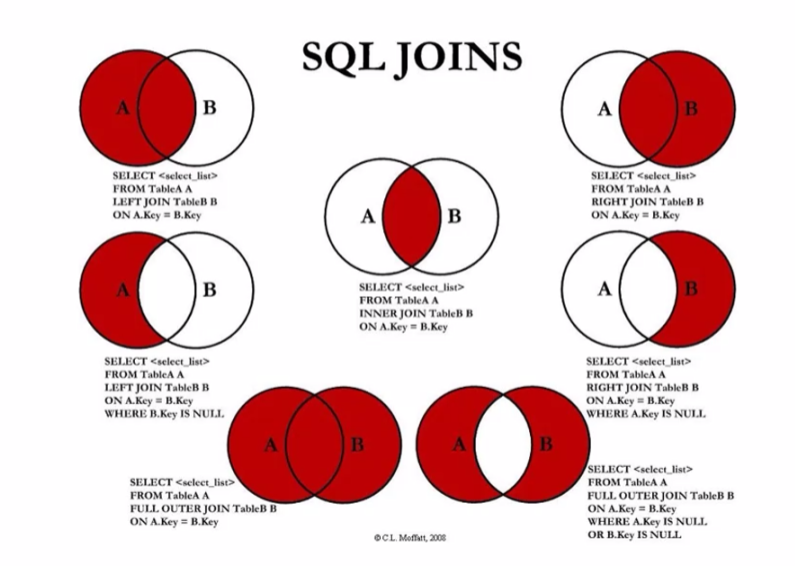 SQL JOINS
A B
SELECT <select_list>
FROM TableA A
LEFT JOIN TableB B
ON A.Key = B.Key
A B
SELECT <select_list>
FROM TableA A
RIGHT JOIN TableB B
ON A.Key = B.Key
A B
SELECT <select_list>
FROM TableA A
INNER JOIN TableB B
ON A.Key = B.Key
A B
SELECT <select_list>
FROM TableA A
LEFT JOIN TableB B
ON A.Key = B.Key
WHERE B.Key IS NULL
A B
SELECT <select_list>
FROM TableA A
RIGHT JOIN TableB B
ON A.Key = B.Key
WHERE A.Key IS NULL
A B
SELECT <select_list>
FROM TableA A
FULL OUTER JOIN TableB B
ON A.Key = B.Key
A B
SELECT <select_list>
FROM TableA A
FULL OUTER JOIN TableB B
ON A.Key = B.Key
WHERE A.Key IS NULL
OR B.Key IS NULL
© C.L. Moffatt, 2008